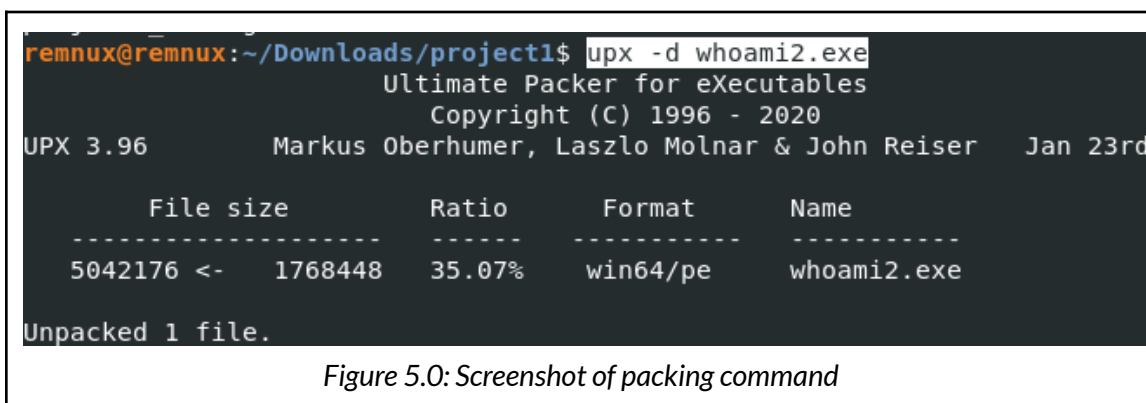 remnux@remnux:~/Downloads/project1$ upx -d whoami2.exe
Ultimate Packer for eXecutables
Copyright (C) 1996 - 2020
UPX 3.96 Markus Oberhumer, Laszlo Molnar & John Reiser Jan 23rd
File size Ratio Format Name
-------------------- ------ ----------- -----------
5042176 <- 1768448 35.07% win64/pe whoami2.exe
Unpacked 1 file.
Figure 5.0: Screenshot of packing command